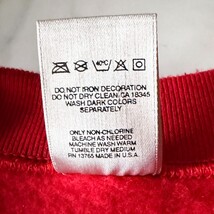 40°C
DO NOT IRON DECORATION
DO NOT DRY CLEAN CA 18345
WASH DARK COLORS
SEPARATELY
ONLY NON-CHLORINE
BLEACH AS NEEDED
MACHINE WASH WARM
TUMBLE DRY MEDIUM
RN 13765 MADE IN U.S.A.